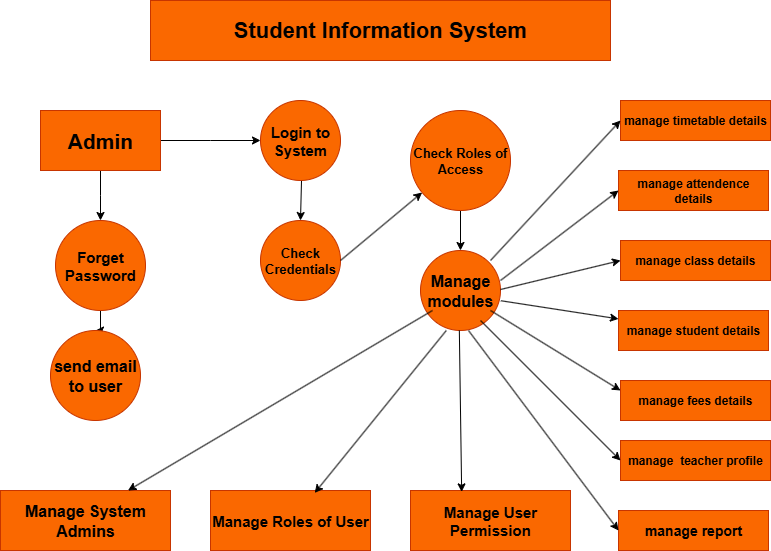 Student Information System
Admin
Login to
System
Check Roles of
Access
manage timetable details
manage attendence
details
Forget
Password
Check
Credentials
Manage
modules
manage class details
manage student details
send email
to user
manage fees details
manage teacher profile
Manage System
Admins
Manage Roles of User
Manage User
Permission
manage report